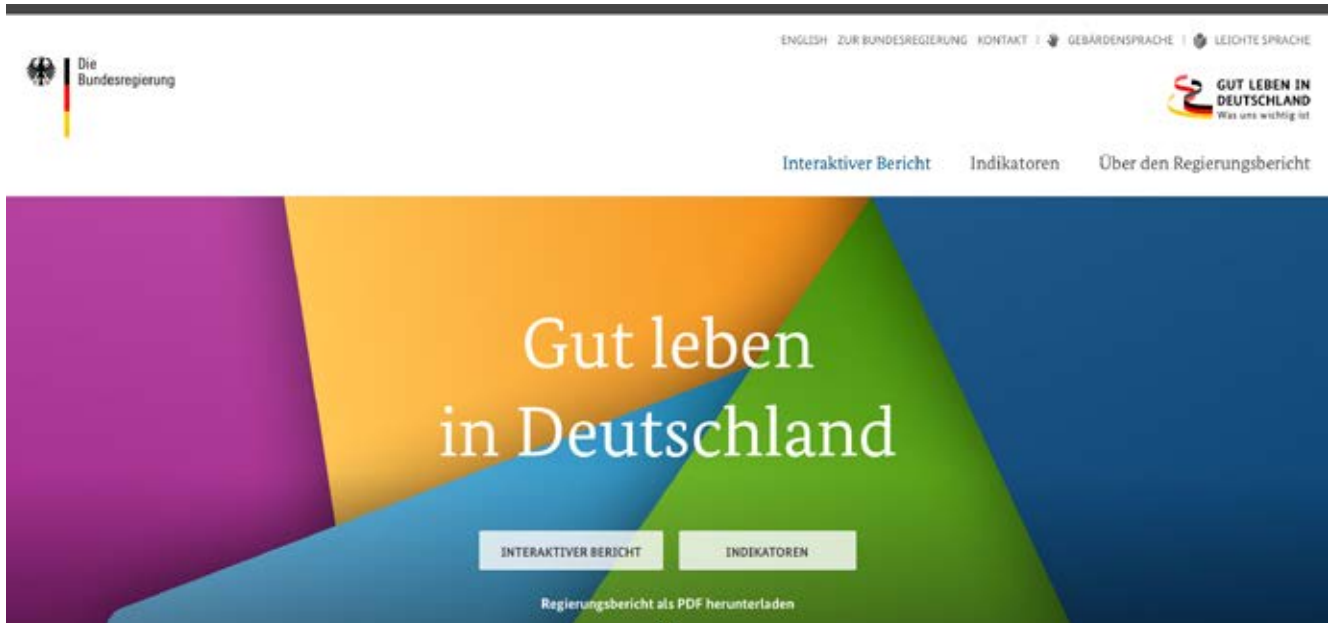 ENGLISH ZUR BUNDESREGIERUNG KONTAKT | GEBÄRDENSPRACHE | LEICHTE SPRACHE
Die
Bundesregierung
GUT LEBEN IN
DEUTSCHLAND
Was uns wichtig ist
Interaktiver Bericht Indikatoren Über den Regierungsbericht
Gut leben
in Deutschland
INTERAKTIVER BERICHT INDIKATOREN
Regierungsbericht als PDF herunterladen